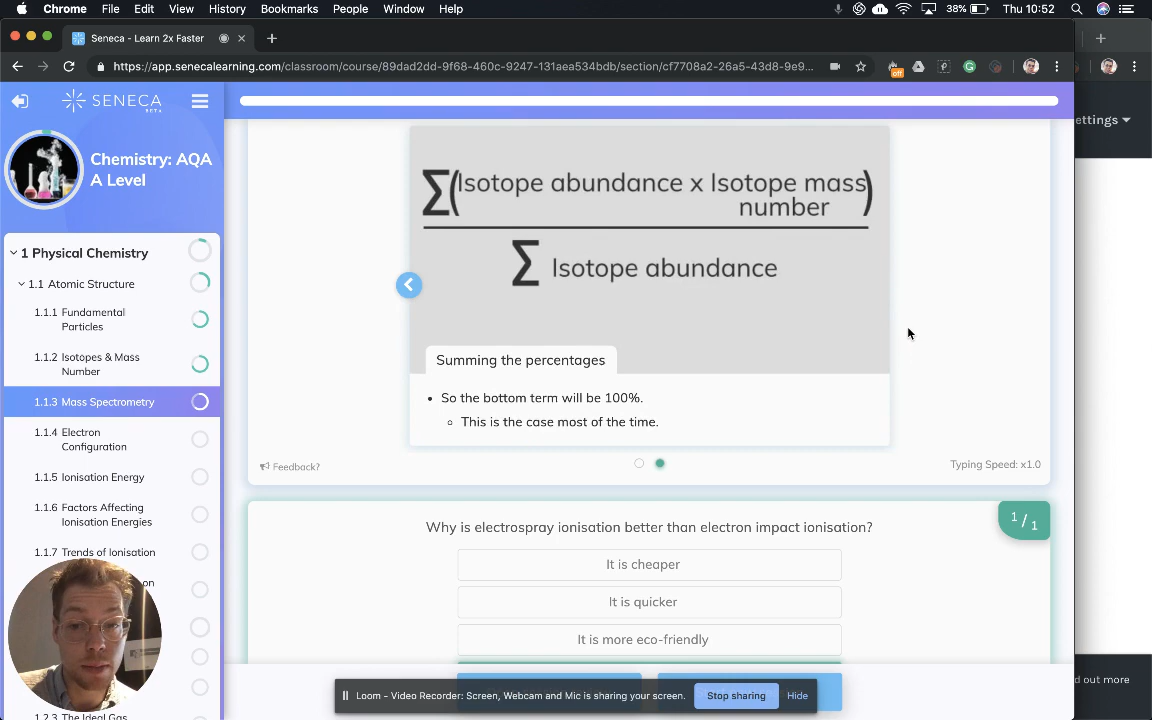 Chrome File Edit View History Bookmarks People Window Help 38% Thu 10:52
Seneca - Learn 2x Faster
https://app.senecalearning.com/classroom/course/89dad2dd-9f68-460c-9247-131aea534bdb/section/cf7708a2-26a5-43d8-9e9...
off
ettings
SENECA
BETA
Chemistry: AQA
A Level
1 Physical Chemistry
1.1 Atomic Structure
1.1.1 Fundamental
Particles
1.1.2 Isotopes & Mass
Number
1.1.3 Mass Spectrometry
1.1.4 Electron
Configuration
1.1.5 Ionisation Energy
1.1.6 Factors Affecting
Ionisation Energies
1.1.7 Trends of Ionisation
on
1.2.3 The Ideal Gas
∑(Isotope abundance x Isotope mass
number)
∑ Isotope abundance
Summing the percentages
• So the bottom term will be 100%.
◦ This is the case most of the time.
Feedback?
Typing Speed: x1.0
Why is electrospray ionisation better than electron impact ionisation?
1/1
It is cheaper
It is quicker
It is more eco-friendly
Loom - Video Recorder: Screen, Webcam and Mic is sharing your screen. Stop sharing Hide
d out more